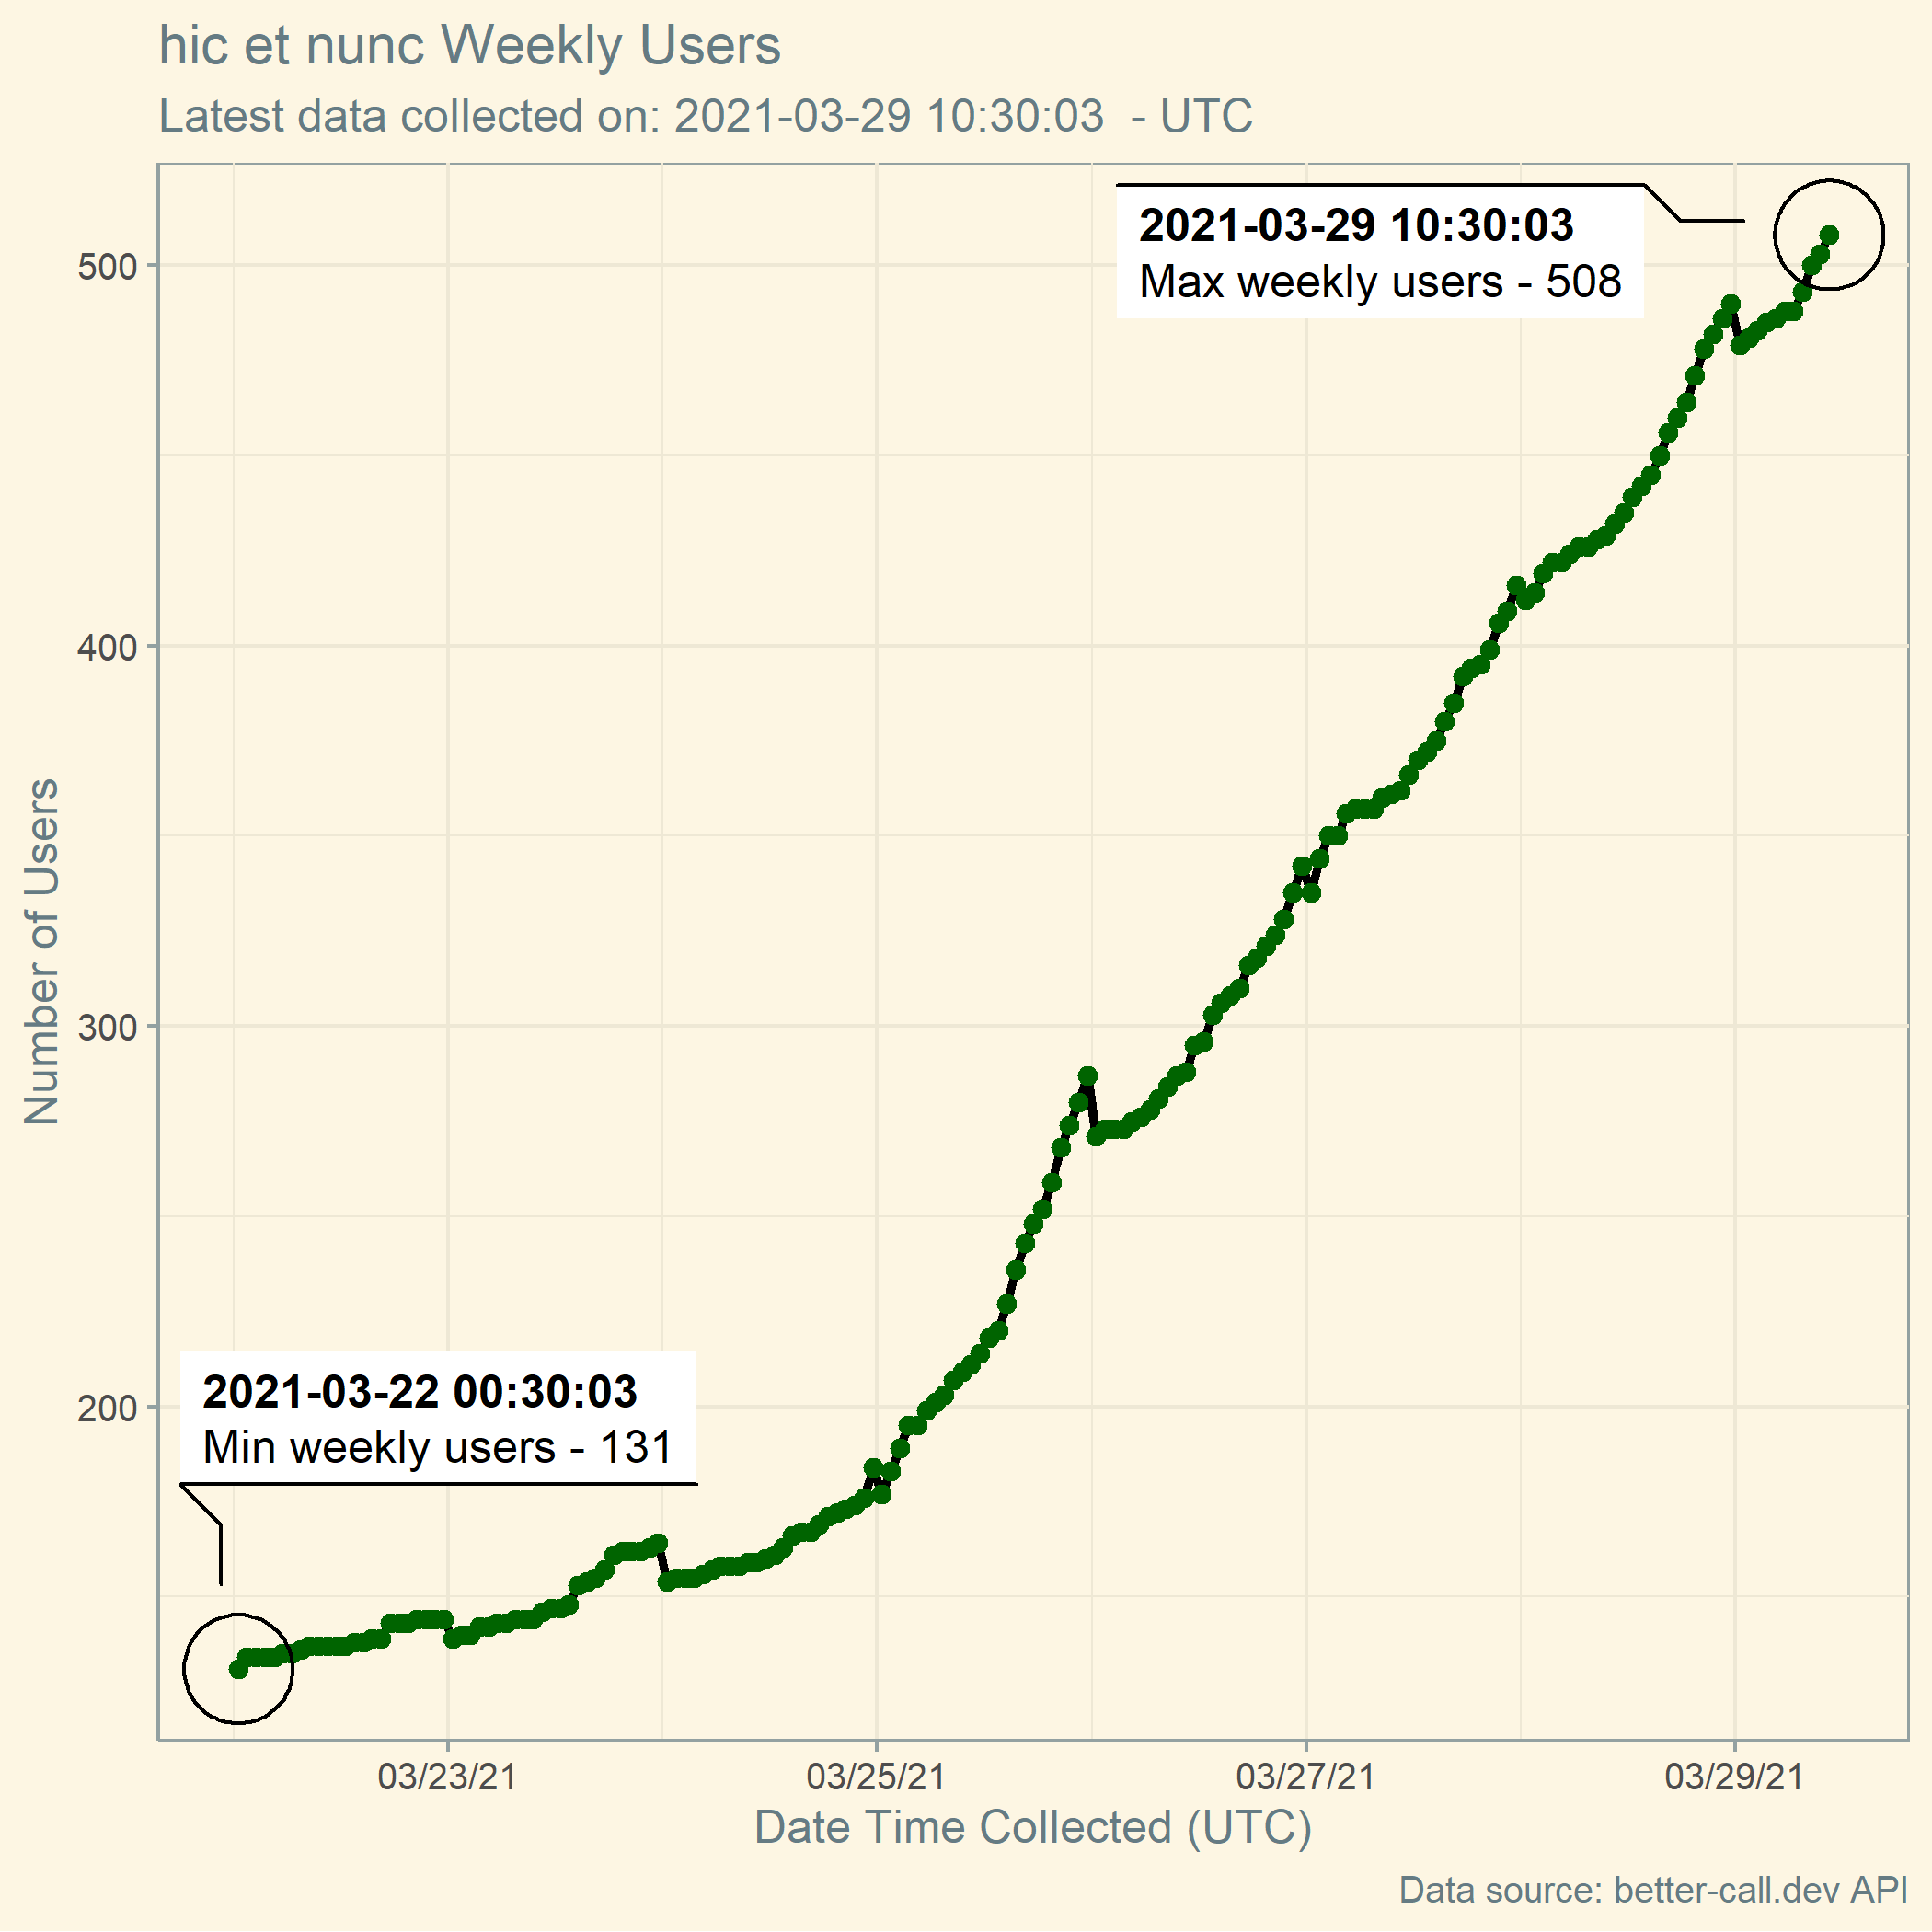 hic et nunc Weekly Users
Latest data collected on: 2021-03-29 10:30:03  - UTC
2021-03-29 10:30:03
Max weekly users - 508
500
400
300
200
Number of Users
2021-03-22 00:30:03
Min weekly users - 131
03/23/21
03/25/21
03/27/21
03/29/21
Date Time Collected (UTC)
Data source: better-call.dev API